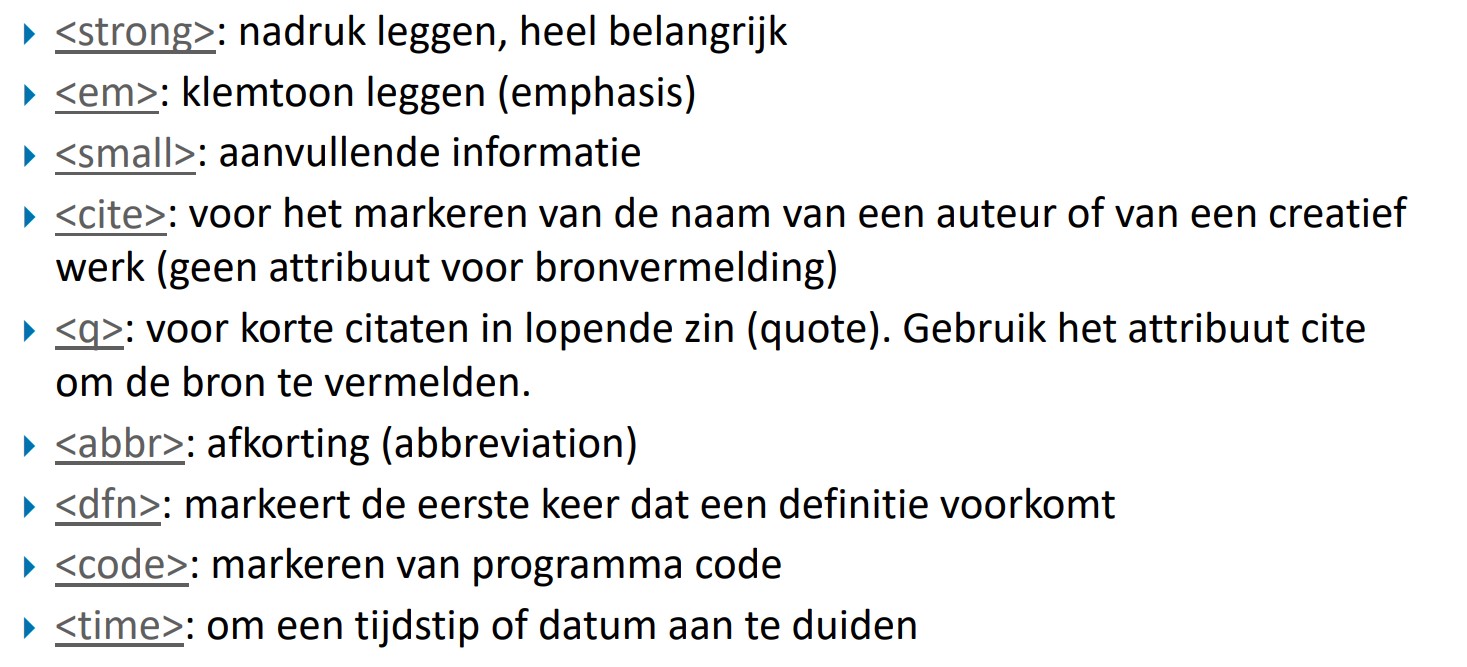 <strong>: nadruk leggen, heel belangrijk
<em>: klemtoon leggen (emphasis)
<small>: aanvullende informatie
<cite>: voor het markeren van de naam van een auteur of van een creatief
werk (geen attribuut voor bronvermelding)
<q>: voor korte citaten in lopende zin (quote). Gebruik het attribuut cite
om de bron te vermelden.
<abbr>: afkorting (abbreviation)
<dfn>: markeert de eerste keer dat een definitie voorkomt
<code>: markeren van programma code
<time>: om een tijdstip of datum aan te duiden